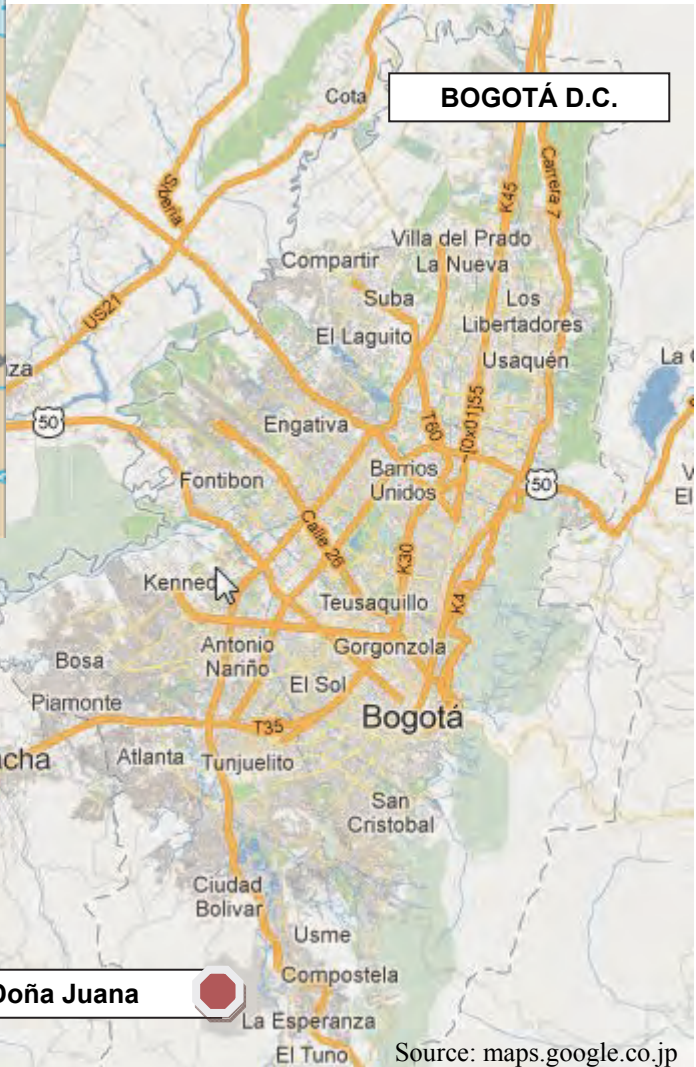 Cota
BOGOTÁ D.C.
Carrera 7
K45
Villa del Prado
La Nueva
Compartir
Suba
Los
Libertadores
El Laguito
Usaquén
US21
za
50
T60
-[0x01]55
Engativa
Barrios
Unidos
Fontibon
50
Calle 26
K30
Kenned
Teusaquillo
K4
Antonio
Nariño
Gorgonzola
Bosa
El Sol
Piamonte
Bogotá
T35
cha
Atlanta
Tunjuelito
San
Cristobal
Ciudad
Bolivar
Usme
Compostela
Doña Juana
La Esperanza
El Tuno
Source: maps.google.co.jp